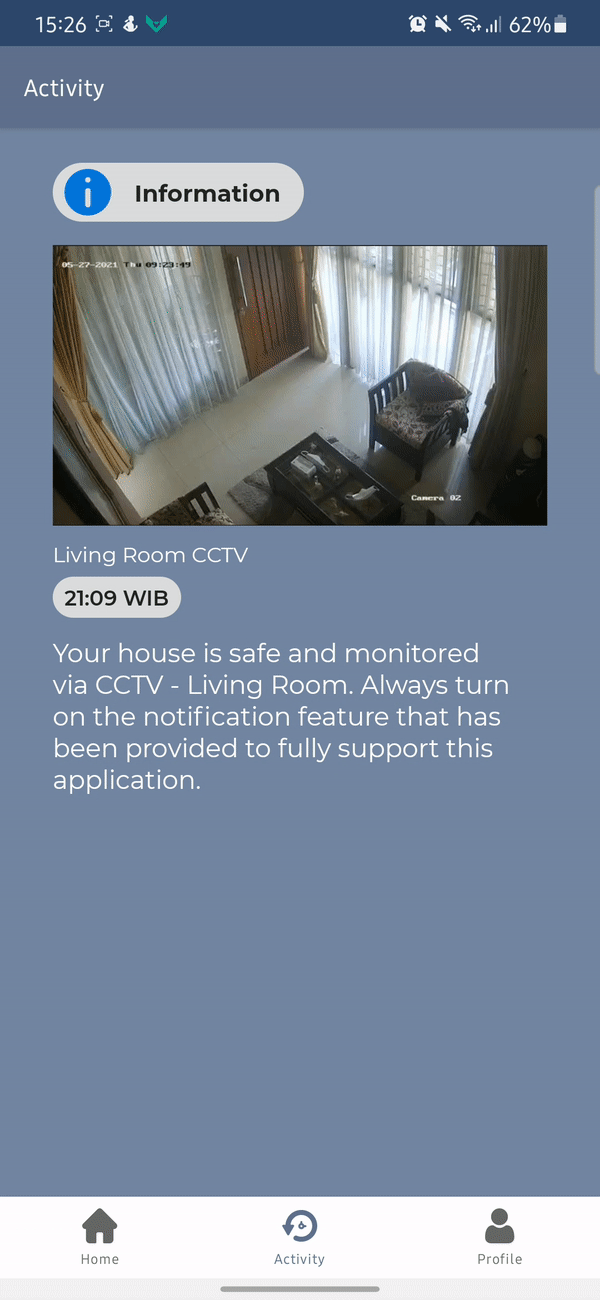 15:26
62%
Activity
Information
05-27-2021 Thu 09:23:49
Camera 02
Living Room CCTV
21:09 WIB
Your house is safe and monitored
via CCTV - Living Room. Always turn
on the notification feature that has
been provided to fully support this
application.
Home
Activity
Profile